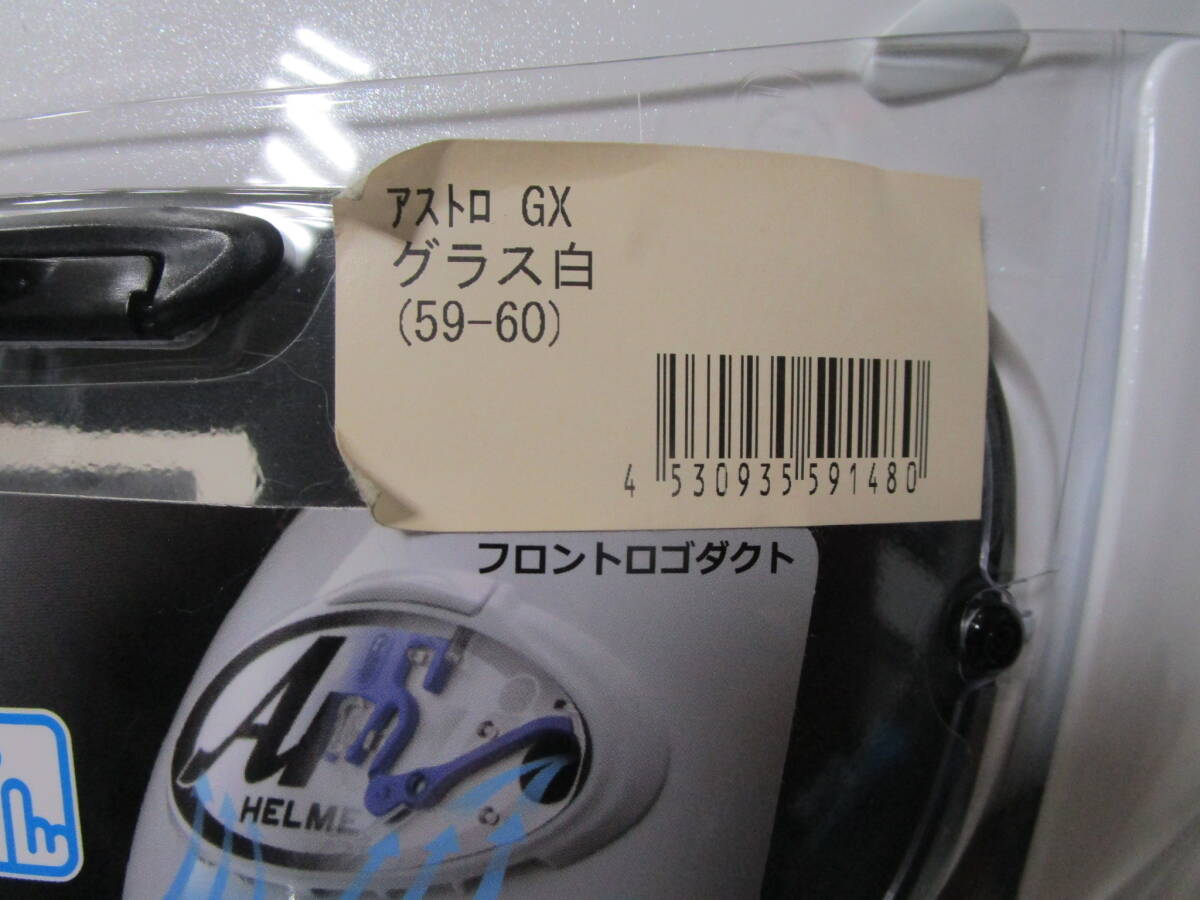 ｱｽﾄﾛ GX
グラス白
(59-60)
4 530935 591480
フロントロゴダクト
HELME